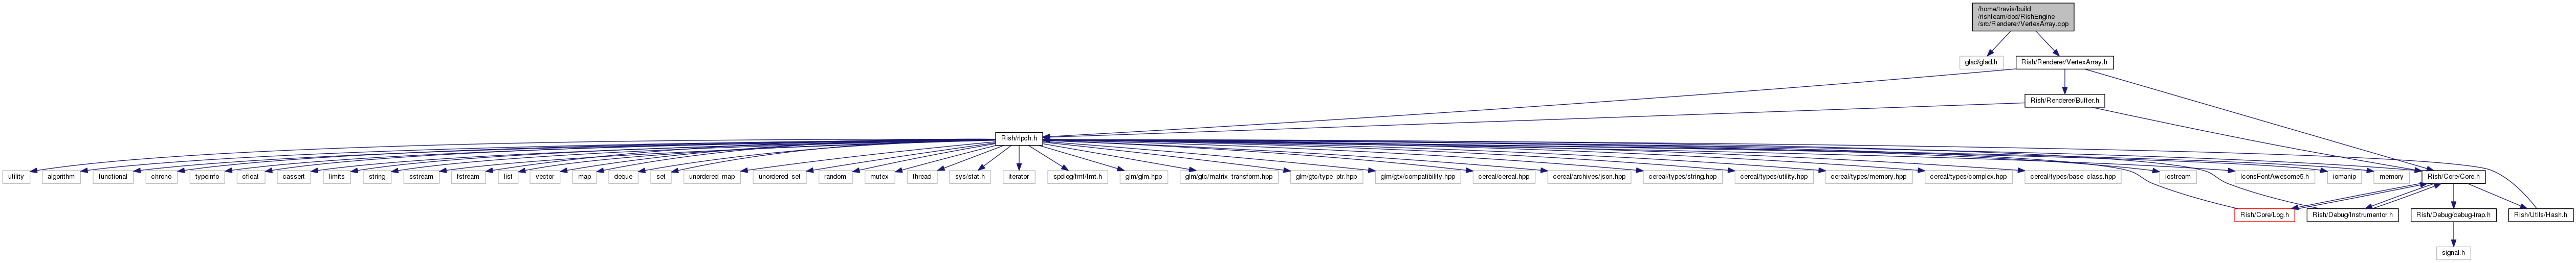 /home/travis/build
/rishteam/dod/RishEngine
/src/Renderer/VertexArray.cpp
glad/glad.h
Rish/Renderer/VertexArray.h
Rish/Renderer/Buffer.h
Rish/rlpch.h
utility
algorithm
functional
chrono
typeinfo
cfloat
cassert
limits
string
sstream
fstream
list
vector
map
deque
set
unordered_map
unordered_set
random
mutex
thread
sys/stat.h
iterator
spdlog/fmt/fmt.h
glm/glm.hpp
glm/gtc/matrix_transform.hpp
glm/gtc/type_ptr.hpp
glm/gtx/compatibility.hpp
cereal/cereal.hpp
cereal/archives/json.hpp
cereal/types/string.hpp
cereal/types/utility.hpp
cereal/types/memory.hpp
cereal/types/complex.hpp
cereal/types/base_class.hpp
iostream
IconsFontAwesome5.h
iomanip
memory
Rish/Core/Core.h
Rish/Core/Log.h
Rish/Debug/Instrumentor.h
Rish/Debug/debug-trap.h
Rish/Utils/Hash.h
signal.h